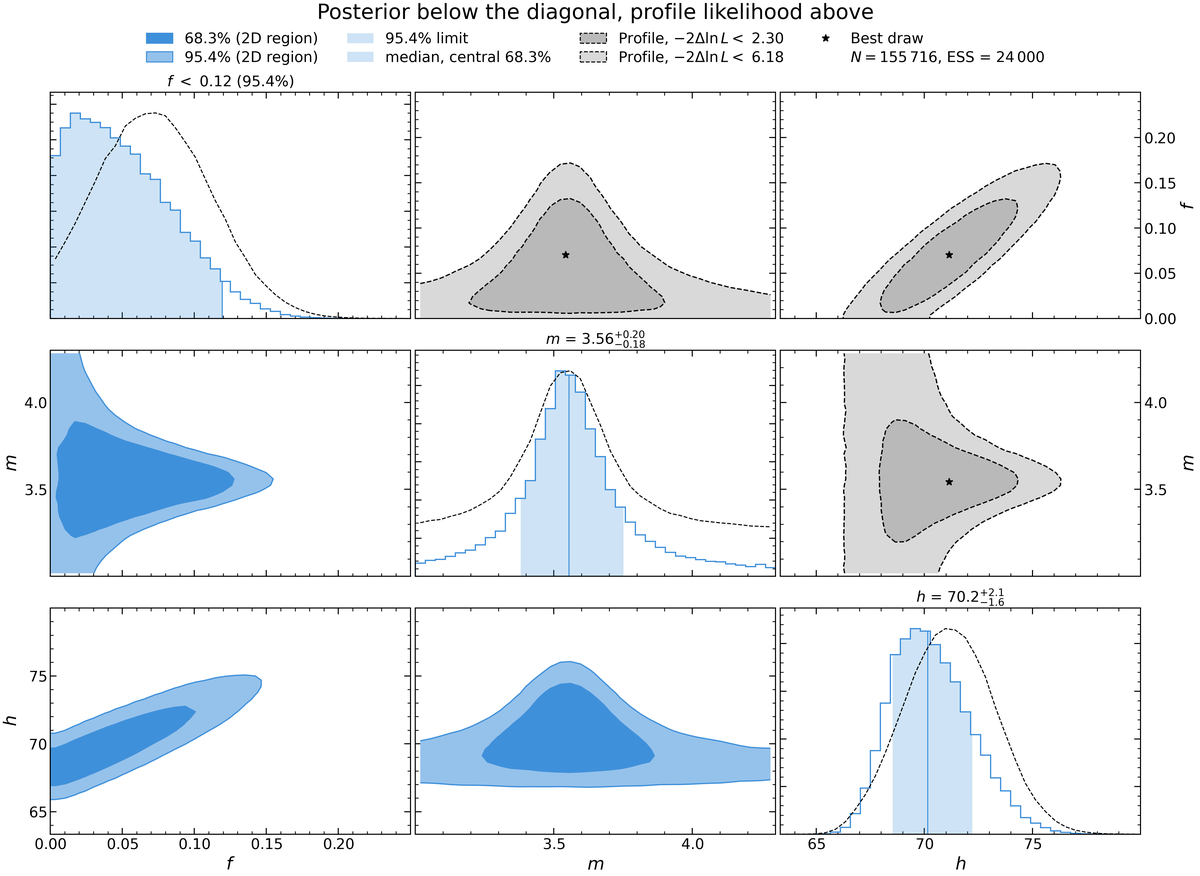 Posterior below the diagonal, profile likelihood above
68.3% (2D region)
95.4% (2D region)
95.4% limit
median, central 68.3%
Profile, −2Δln L < 2.30
Profile, −2Δln L < 6.18
Best draw
N = 155 716, ESS = 24 000
f < 0.12 (95.4%)
0.20
0.15
0.10
0.05
0.00
f
m = 3.56 +0.20 −0.18
4.0
3.5
m
4.0
3.5
m
h = 70.2 +2.1 −1.6
75
70
65
h
0.00 0.05 0.10 0.15 0.20
f
3.5 4.0
m
65 70 75
h